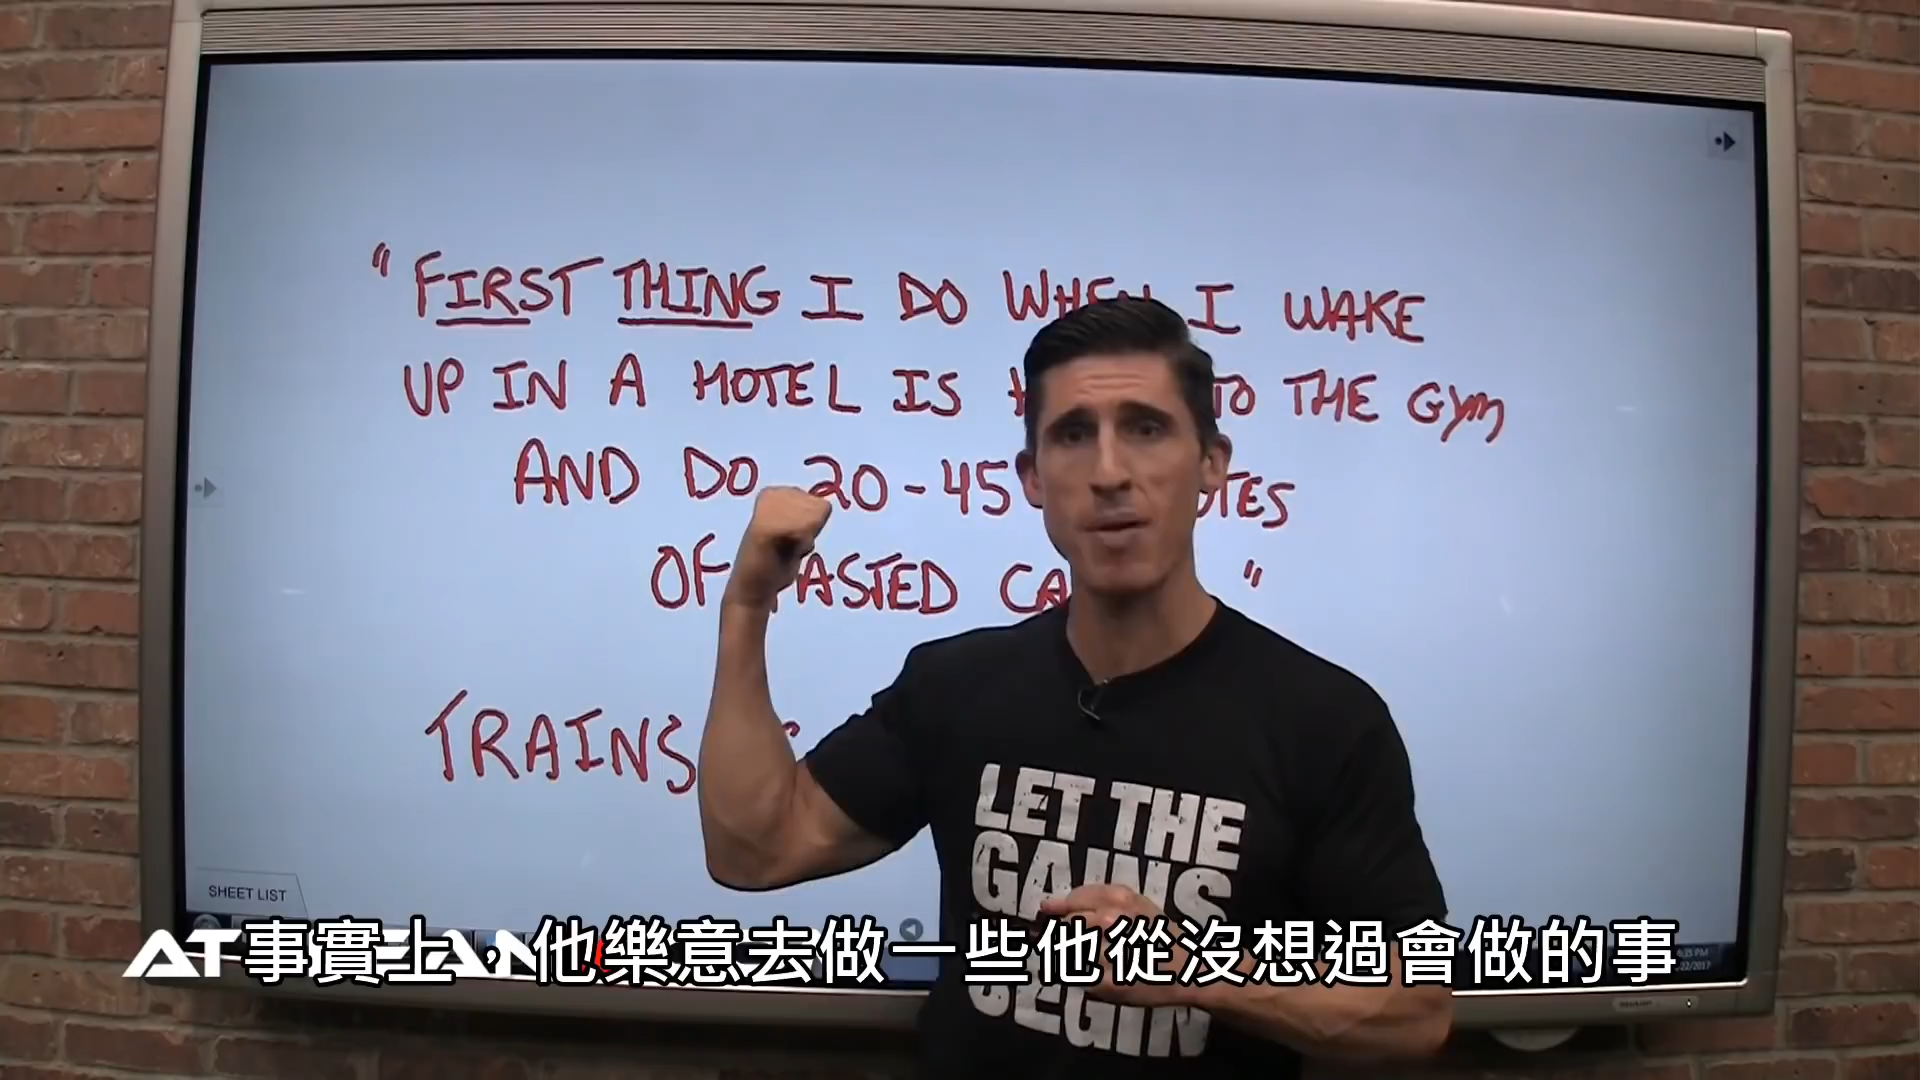 " FIRST THING I DO WHEN I WAKE
UP IN A HOTEL IS TO THE GYM
AND DO 20-45
OF FASTED "
TRAINS
LET THE
GAINS
BEGIN
SHEET LIST
事實上，他樂意去做一些他從沒想過會做的事